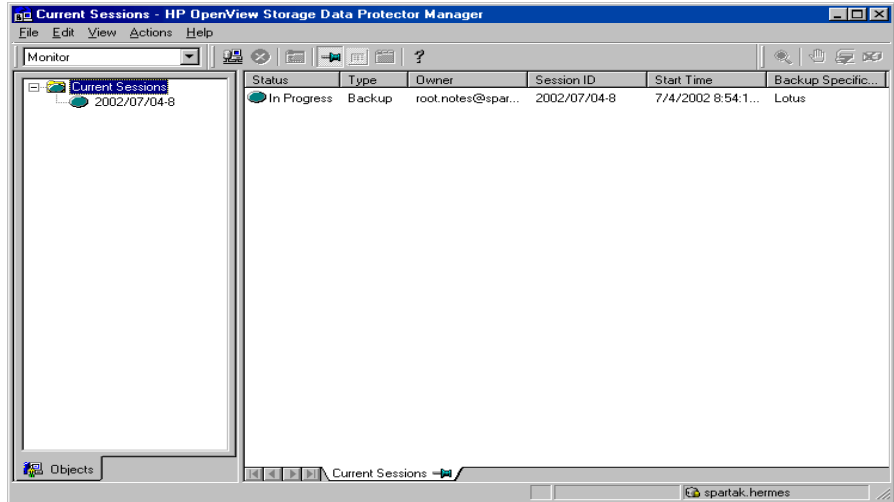 Current Sessions - HP OpenView Storage Data Protector Manager
File Edit View Actions Help
Monitor
?
Current Sessions
2002/07/04-8
Status Type Owner Session ID Start Time Backup Specific...
In Progress Backup root.notes@spar... 2002/07/04-8 7/4/2002 8:54:1... Lotus
Objects
Current Sessions
spartak.hermes